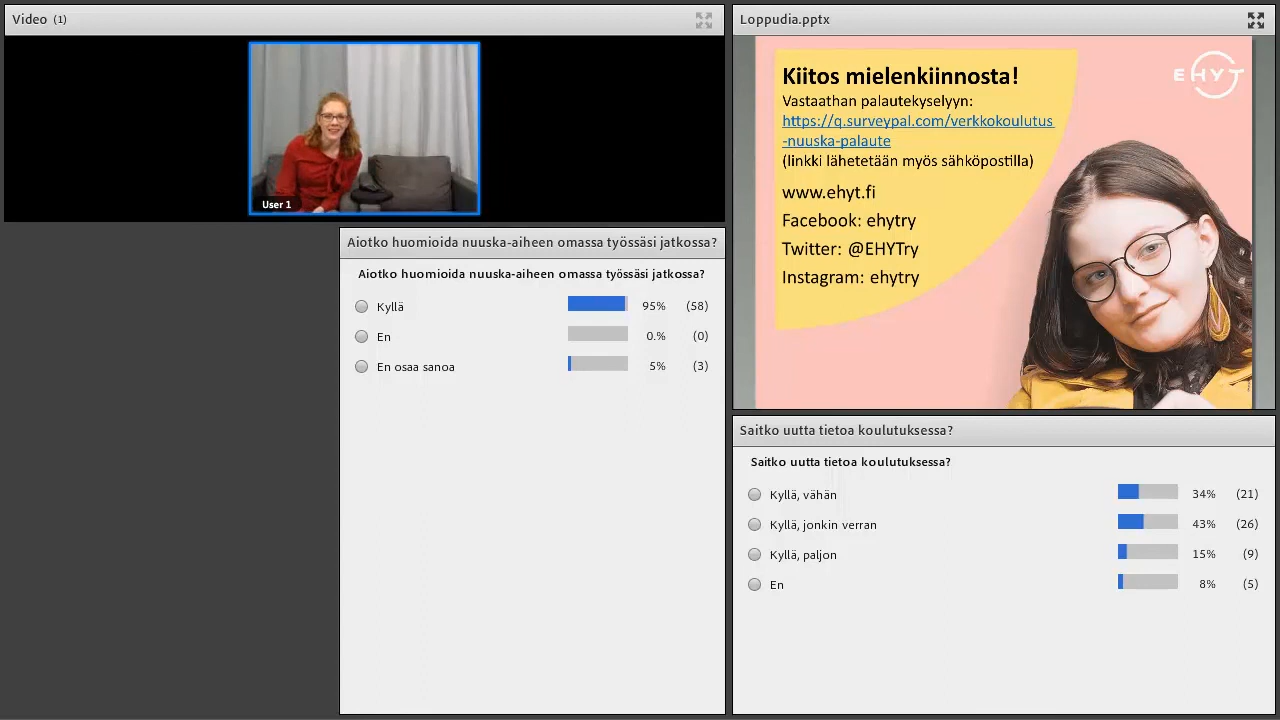 Video (1)
User 1
Aiotko huomioida nuuska-aiheen omassa työssäsi jatkossa?
Aiotko huomioida nuuska-aiheen omassa työssäsi jatkossa?
Kyllä 95% (58)
En 0.% (0)
En osaa sanoa 5% (3)
Loppudia.pptx
Kiitos mielenkiinnosta!
EHYT
Vastaathan palautekyselyyn:
https://q.surveypal.com/verkkokoulutus
-nuuska-palaute
(linkki lähetetään myös sähköpostilla)
www.ehyt.fi
Facebook: ehytry
Twitter: @EHYTry
Instagram: ehytry
Saitko uutta tietoa koulutuksessa?
Saitko uutta tietoa koulutuksessa?
Kyllä, vähän 34% (21)
Kyllä, jonkin verran 43% (26)
Kyllä, paljon 15% (9)
En 8% (5)